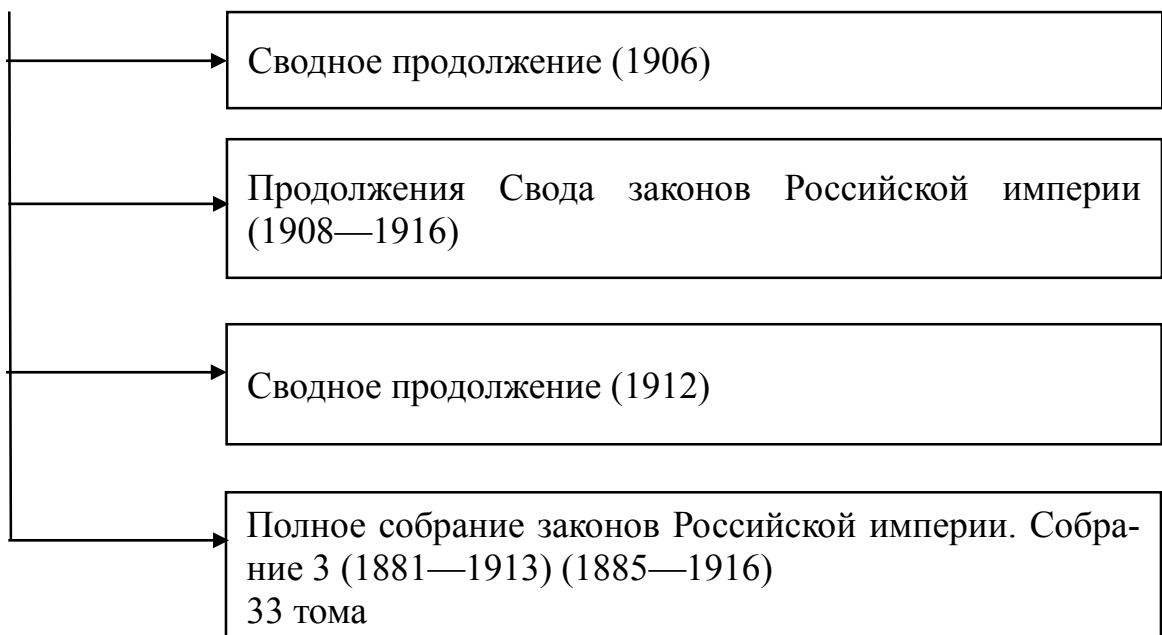 Сводное продолжение (1906)
Продолжения Свода законов Российской империи
(1908—1916)
Сводное продолжение (1912)
Полное собрание законов Российской империи. Собра-
ние 3 (1881—1913) (1885—1916)
33 тома